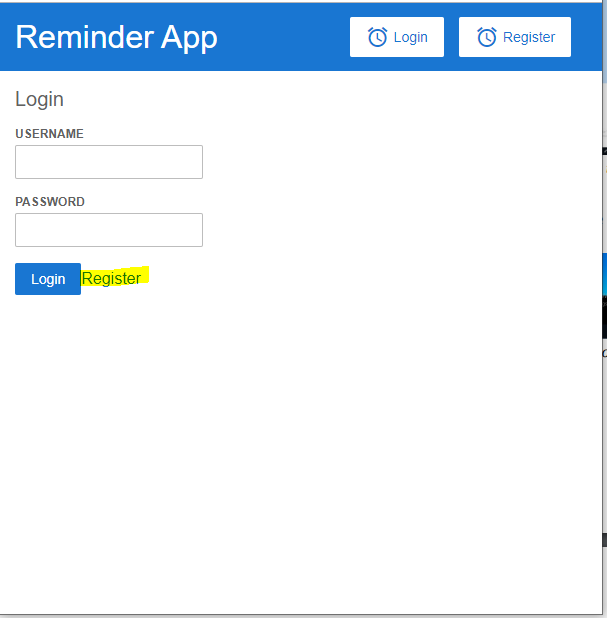 Reminder App
Login
Register
Login
USERNAME
PASSWORD
Login Register